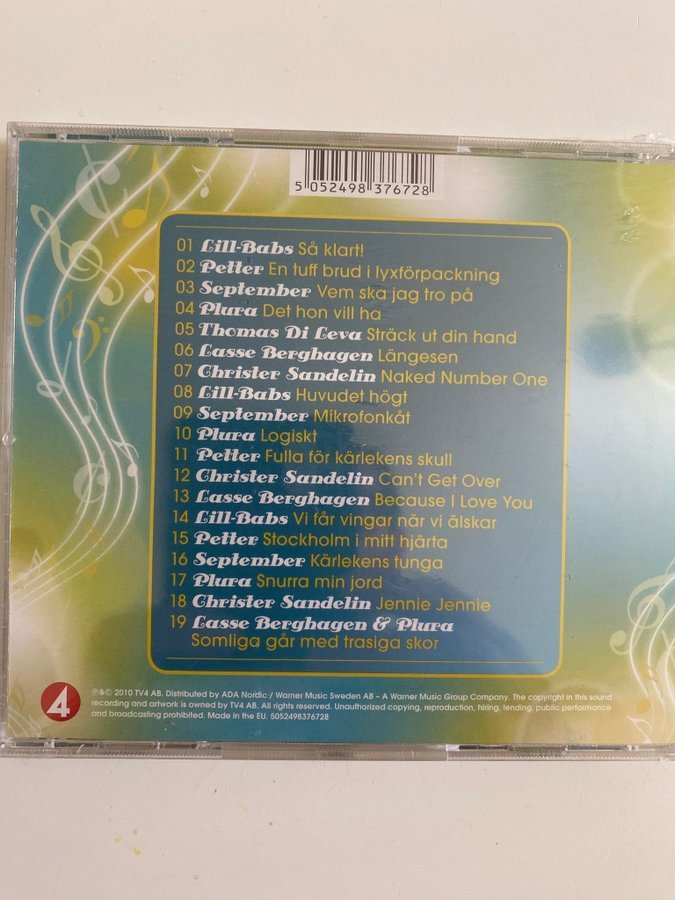 5 052498 376728
01 Lill-Babs Så klart!
02 Petter En tuff brud i lyxförpackning
03 September Vem ska jag tro på
04 Plura Det hon vill ha
05 Thomas Di Leva Sträck ut din hand
06 Lasse Berghagen Längesen
07 Christer Sandelin Naked Number One
08 Lill-Babs Huvudet högt
09 September Mikrofonkåt
10 Plura Logiskt
11 Petter Fulla för kärlekens skull
12 Christer Sandelin Can't Get Over
13 Lasse Berghagen Because I Love You
14 Lill-Babs Vi får vingar när vi älskar
15 Petter Stockholm i mitt hjärta
16 September Kärlekens tunga
17 Plura Snurra min jord
18 Christer Sandelin Jennie Jennie
19 Lasse Berghagen & Plura
Somliga går med trasiga skor
4
℗&© 2010 TV4 AB. Distributed by ADA Nordic / Warner Music Sweden AB – A Warner Music Group Company. The copyright in this sound
recording and artwork is owned by TV4 AB. All rights reserved. Unauthorized copying, reproduction, hiring, lending, public performance
and broadcasting prohibited. Made in the EU. 5052498376728